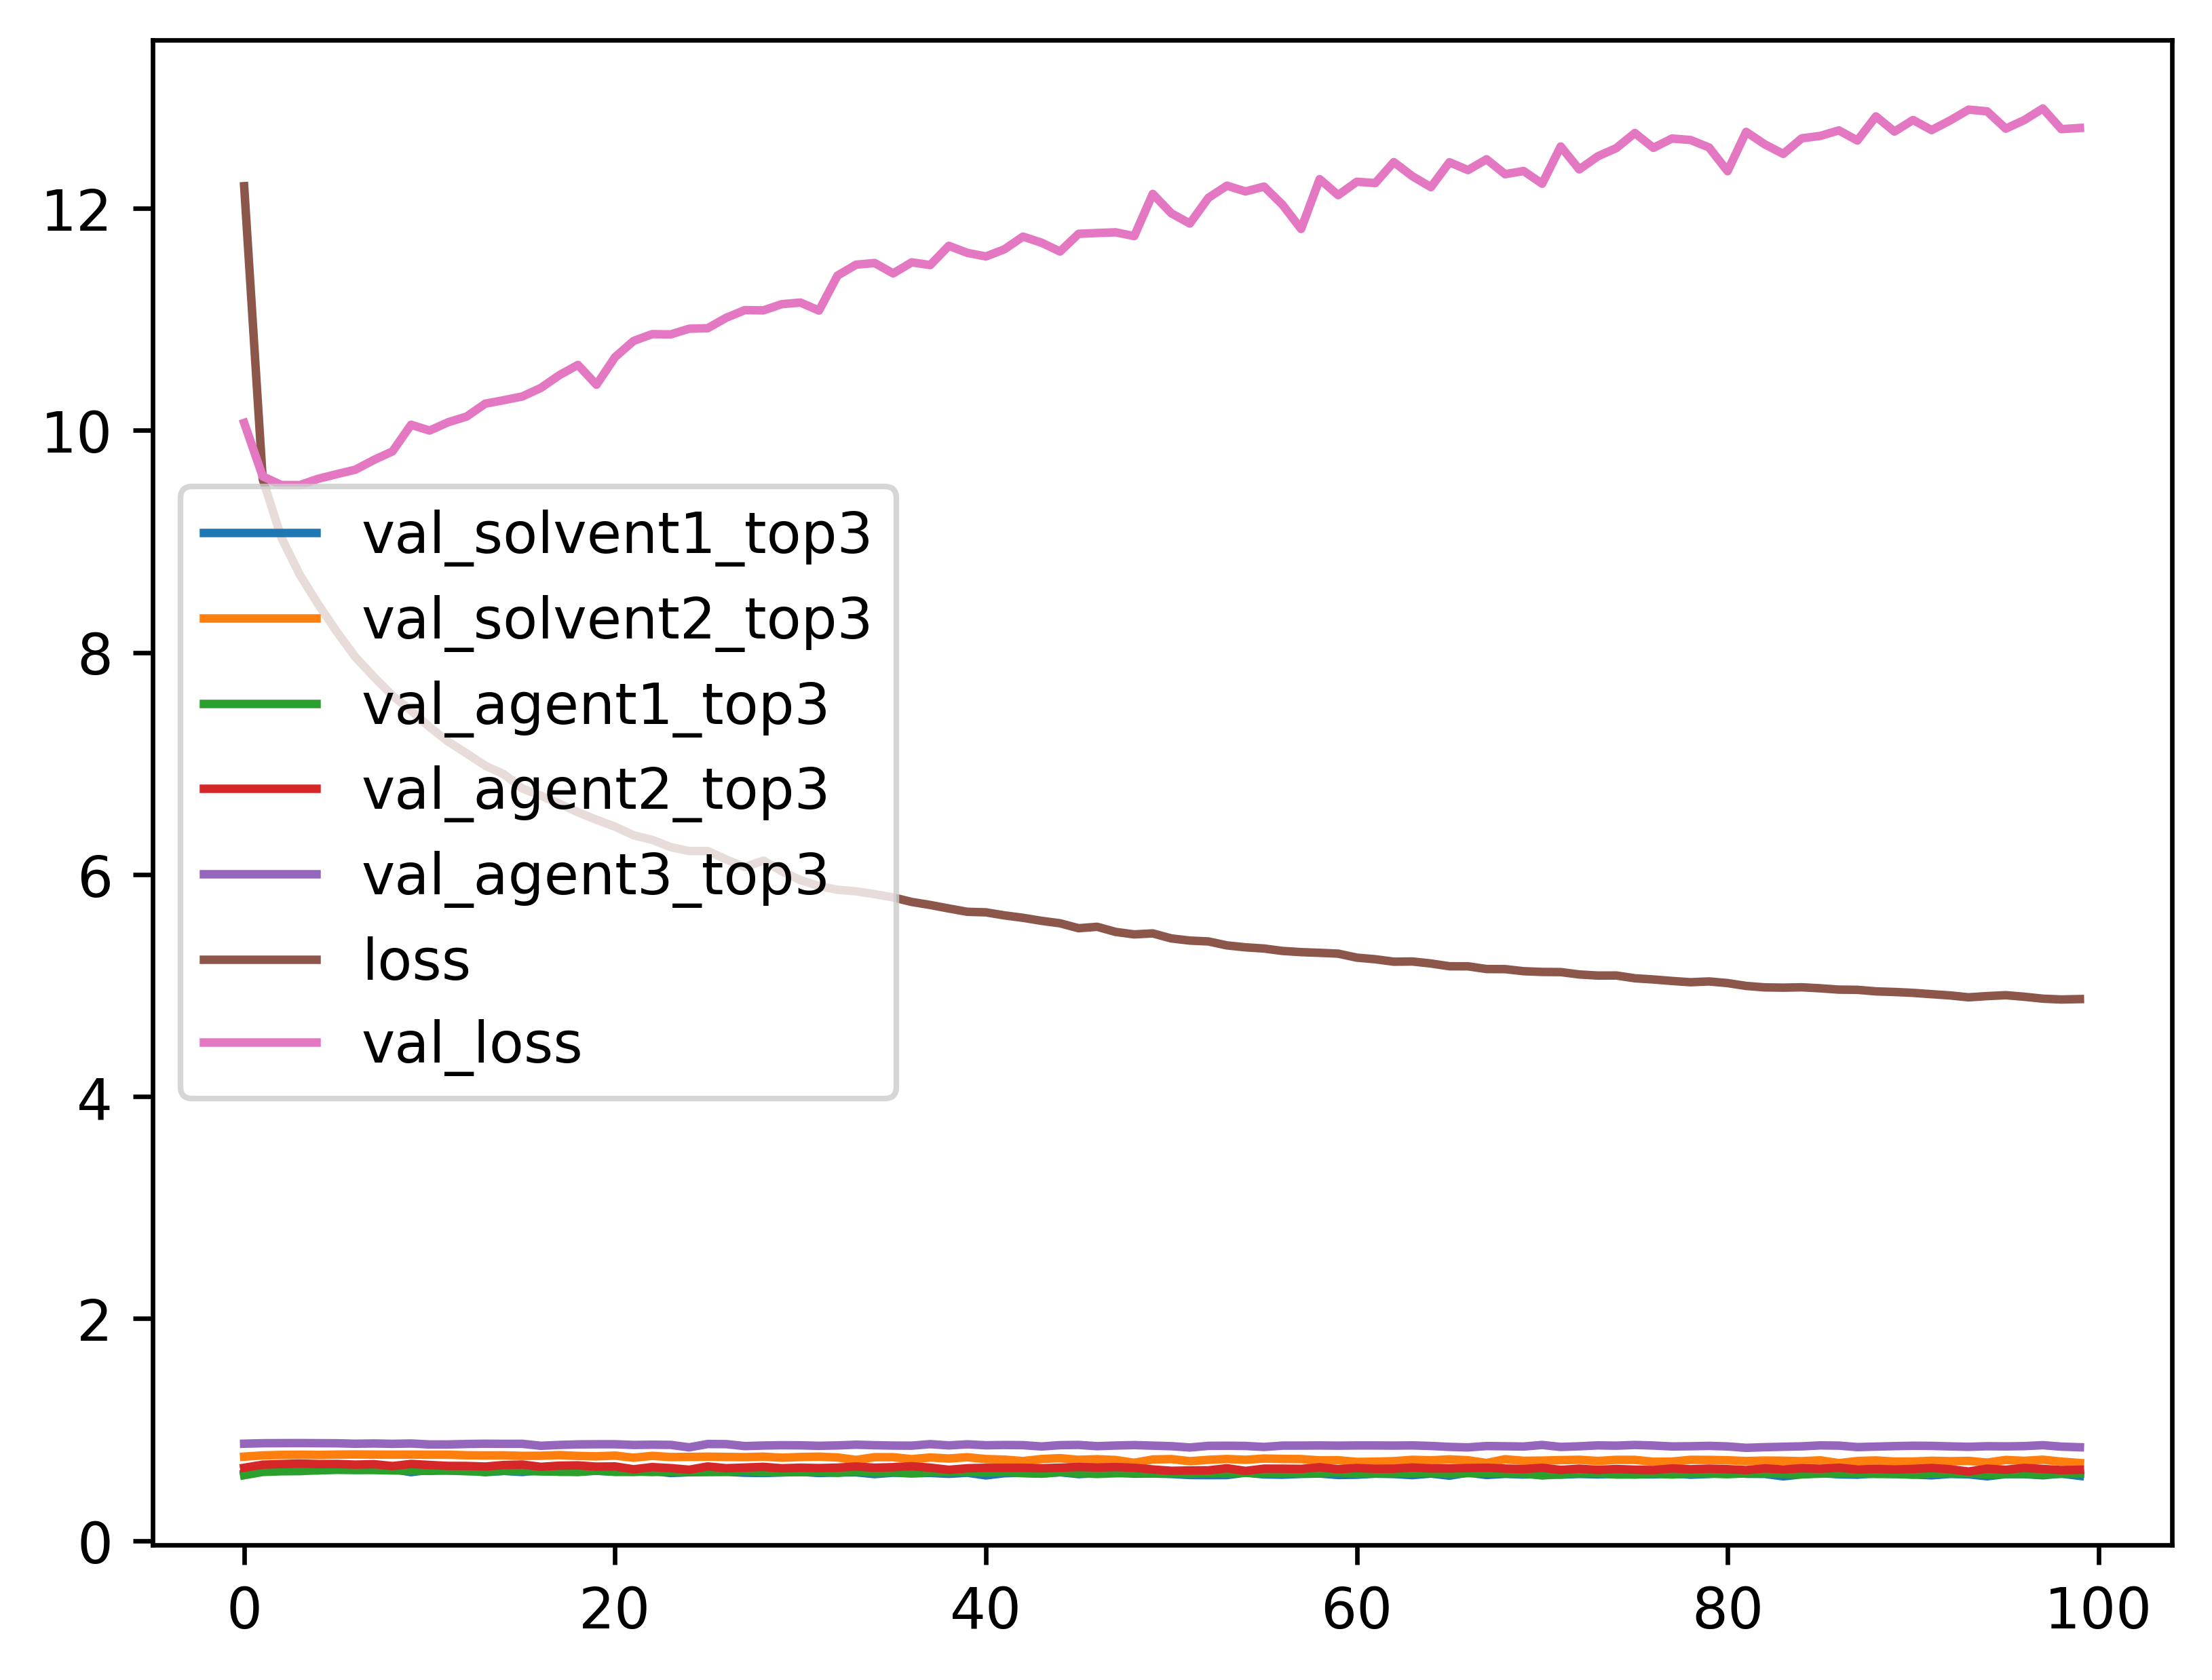 12
10
8
6
4
2
0
val_solvent1_top3
val_solvent2_top3
val_agent1_top3
val_agent2_top3
val_agent3_top3
loss
val_loss
0 20 40 60 80 100